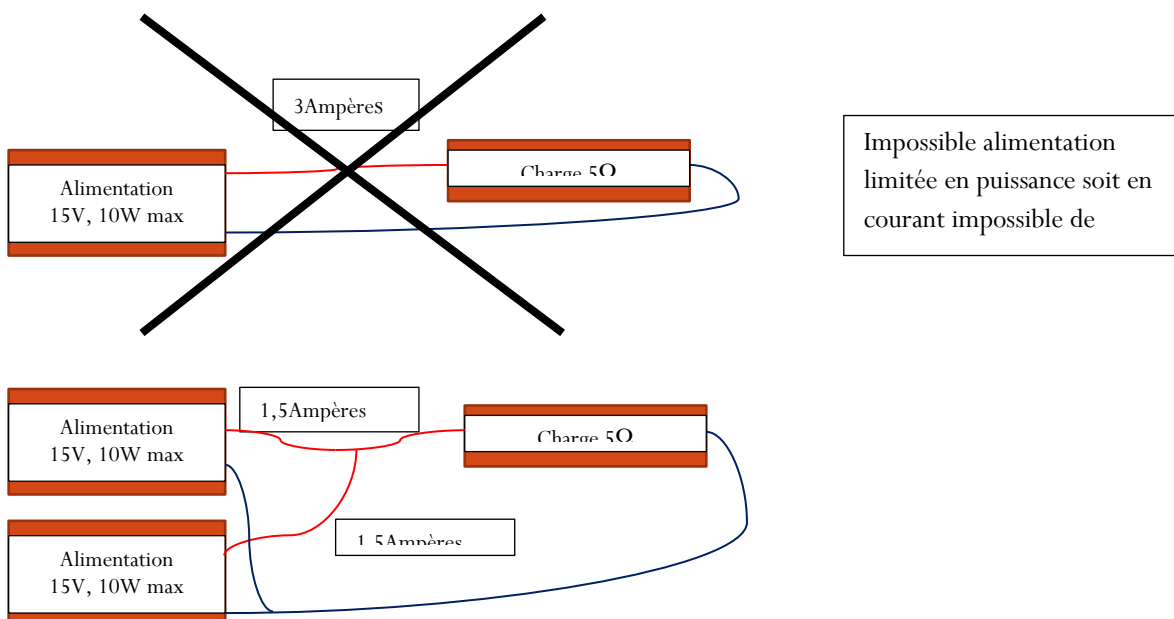 3Ampères
Alimentation
15V, 10W max
Charge 5Ω
Impossible alimentation
limitée en puissance soit en
courant impossible de
1,5Ampères
Alimentation
15V, 10W max
Charge 5Ω
1,5Ampères
Alimentation
15V, 10W max